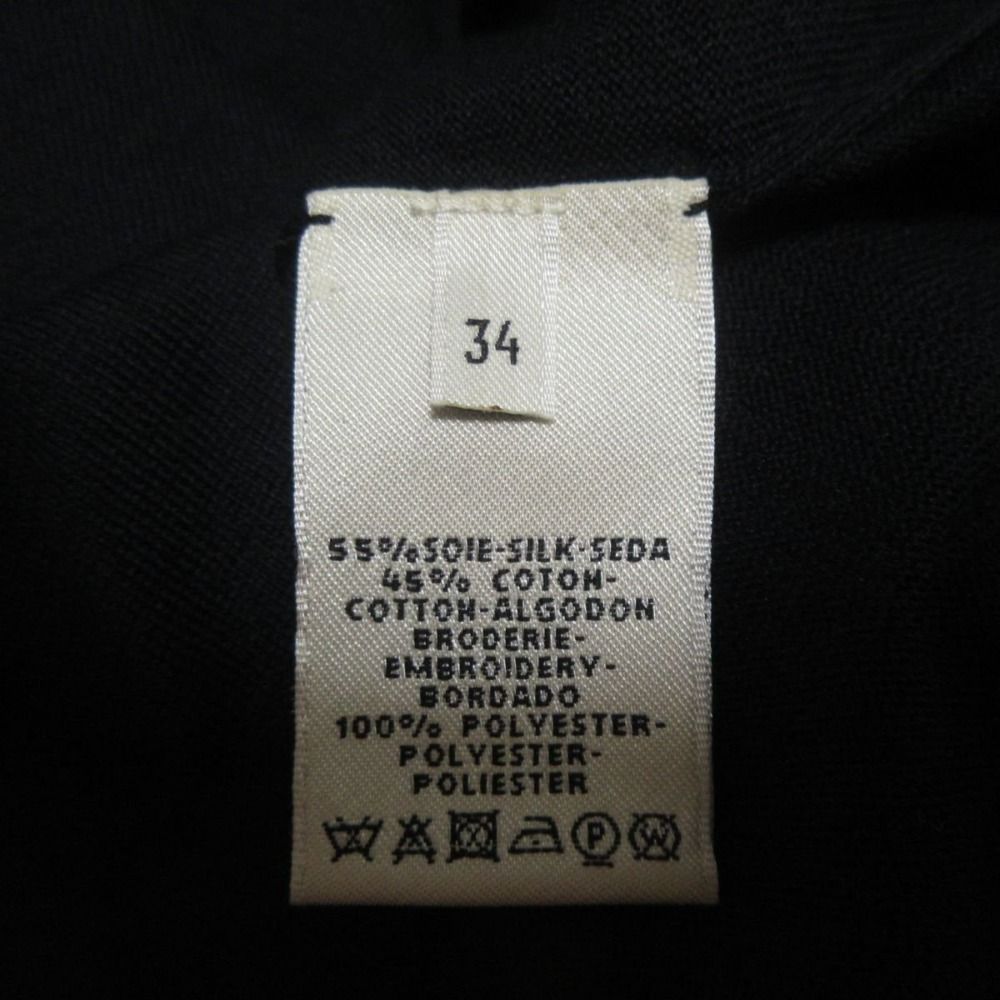 34
55%SOIE-SILK-SEDA
45% COTON-
COTTON-ALGODON
BRODERIE-
EMBROIDERY-
BORDADO
100% POLYESTER-
POLYESTER-
POLIESTER
P W